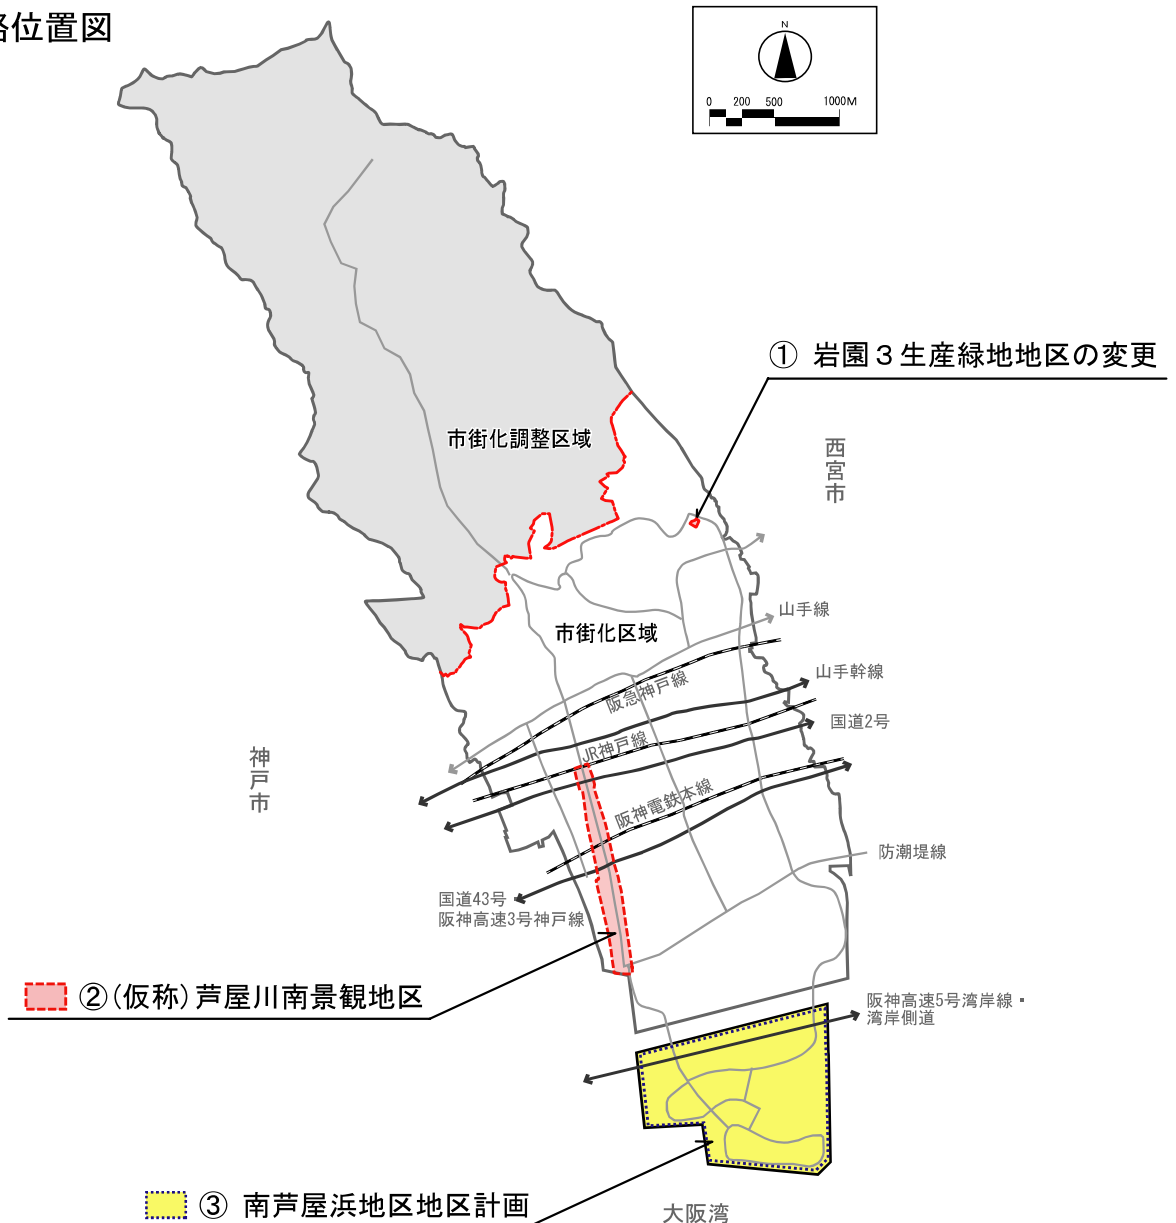 略位置図
N
0 200 500 1000M
① 岩園３生産緑地地区の変更
市街化調整区域
西宮市
山手線
市街化区域
山手幹線
阪急神戸線
国道2号
JR神戸線
神戸市
阪神電鉄本線
防潮堤線
国道43号
阪神高速3号神戸線
②(仮称)芦屋川南景観地区
阪神高速5号湾岸線・
湾岸側道
③ 南芦屋浜地区地区計画
大阪湾